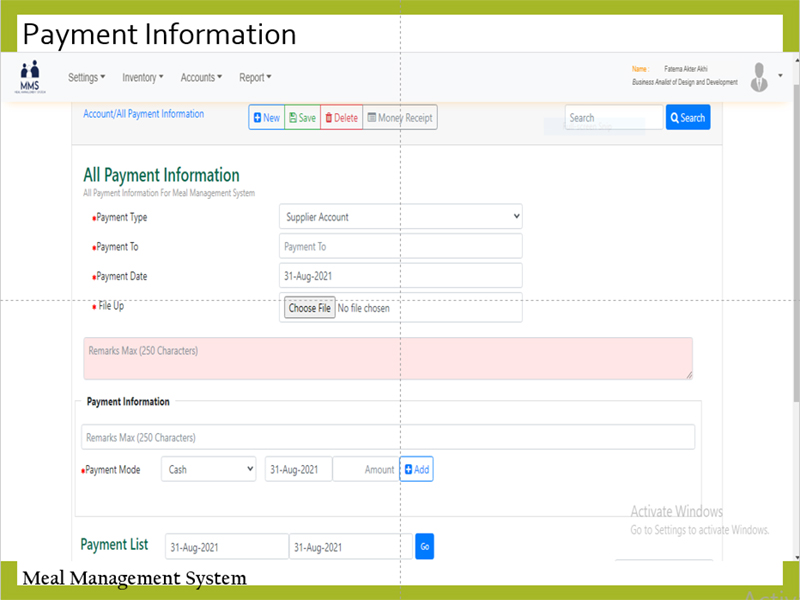 Payment Information
MMS
Settings Inventory Accounts Report
Name : Fatema Akter Akhi
Business Analist of Design and Development
Account/All Payment Information
New Save Delete Money Receipt
Search Search
All Payment Information
All Payment Information For Meal Management System
Payment Type Supplier Account
Payment To Payment To
Payment Date 31-Aug-2021
File Up Choose File No file chosen
Remarks Max (250 Characters)
Payment Information
Remarks Max (250 Characters)
Payment Mode Cash 31-Aug-2021 Amount Add
Activate Windows
Go to Settings to activate Windows.
Payment List 31-Aug-2021 31-Aug-2021 Go
Meal Management System